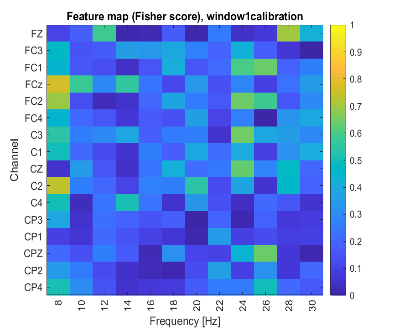 Feature map (Fisher score), window1calibration
Channel
FZ
FC3
FC1
FCz
FC2
FC4
C3
C1
CZ
C2
C4
CP3
CP1
CPZ
CP2
CP4
8 10 12 14 16 18 20 22 24 26 28 30
Frequency [Hz]
1
0.9
0.8
0.7
0.6
0.5
0.4
0.3
0.2
0.1
0